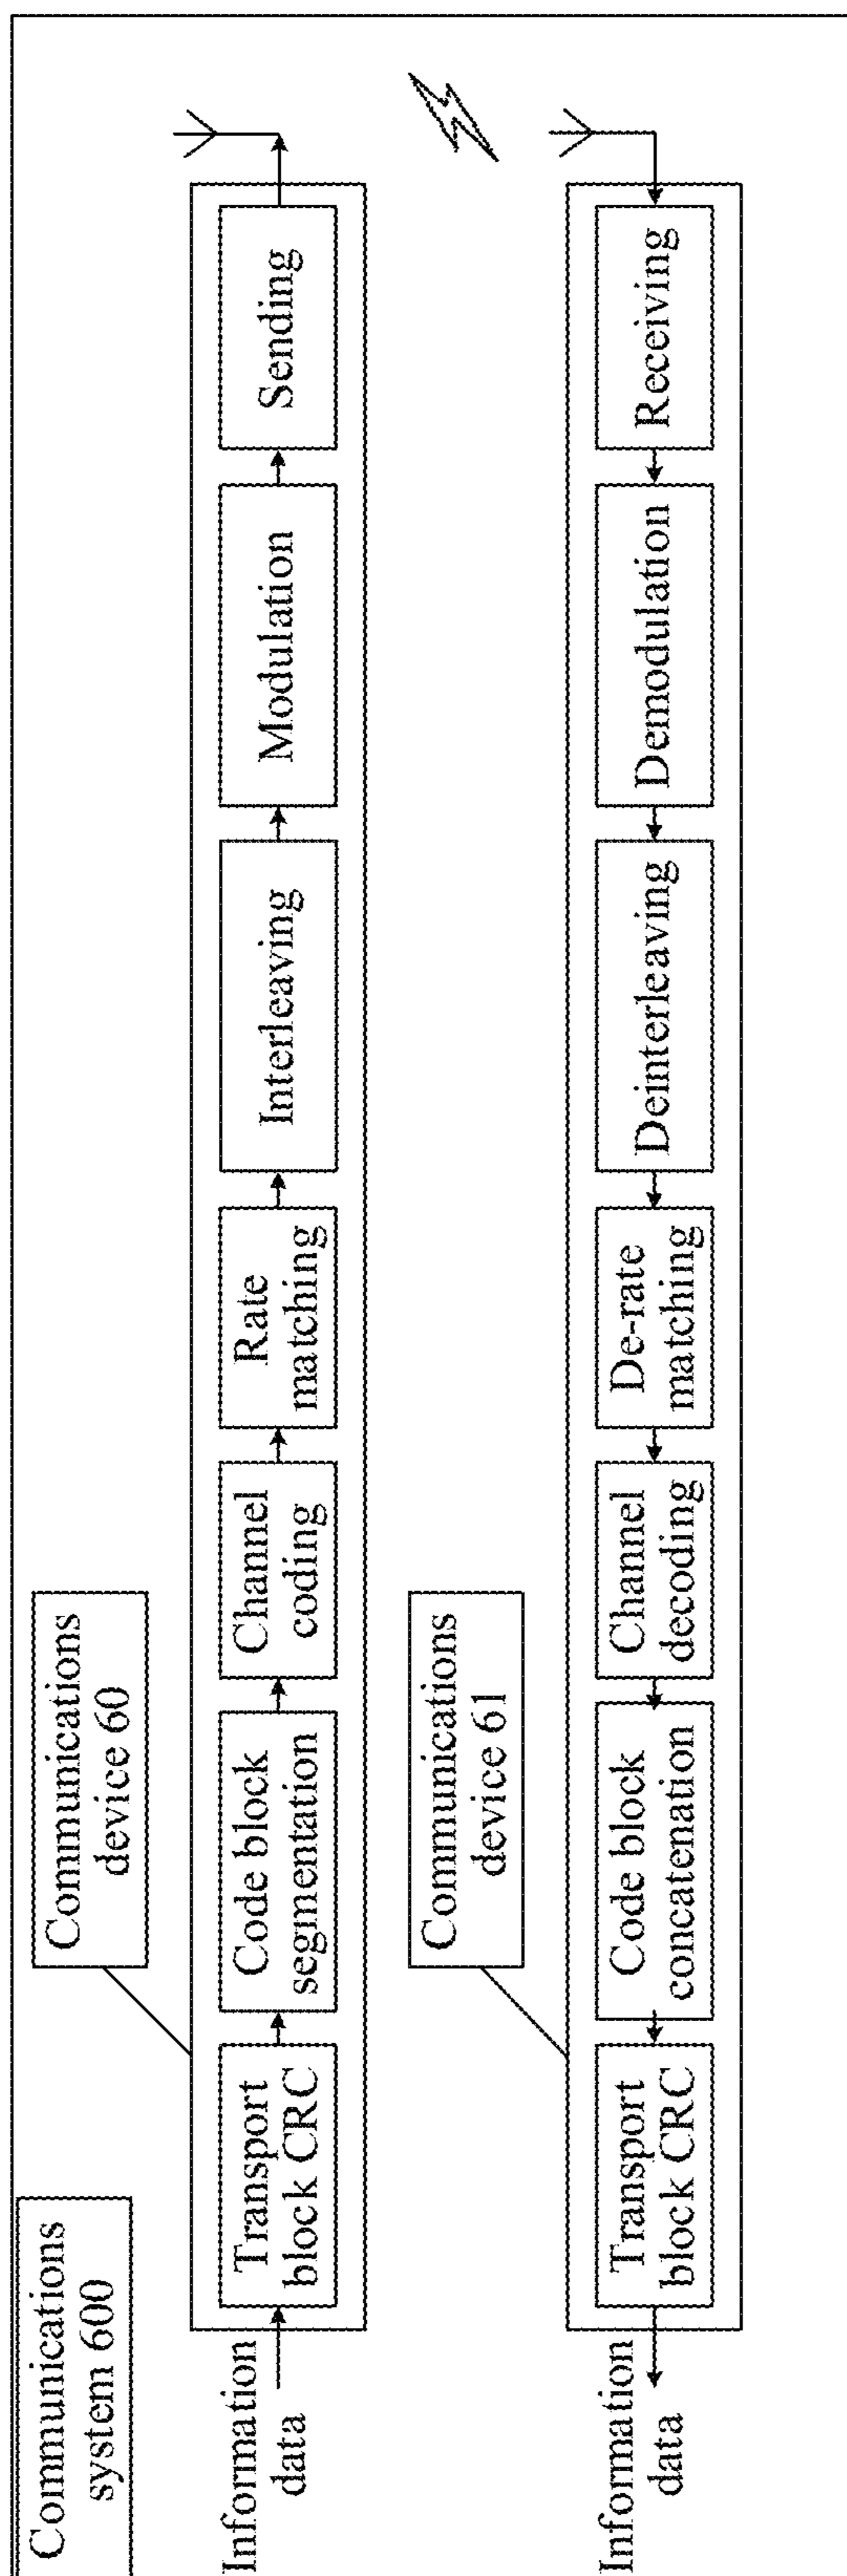 Communications
system 600
Communications
device 60
Information
data
Transport
block CRC
Code block
segmentation
Channel
coding
Rate
matching
Interleaving
Modulation
Sending
Communications
device 61
Information
data
Transport
block CRC
Code block
concatenation
Channel
decoding
De-rate
matching
Deinterleaving
Demodulation
Receiving